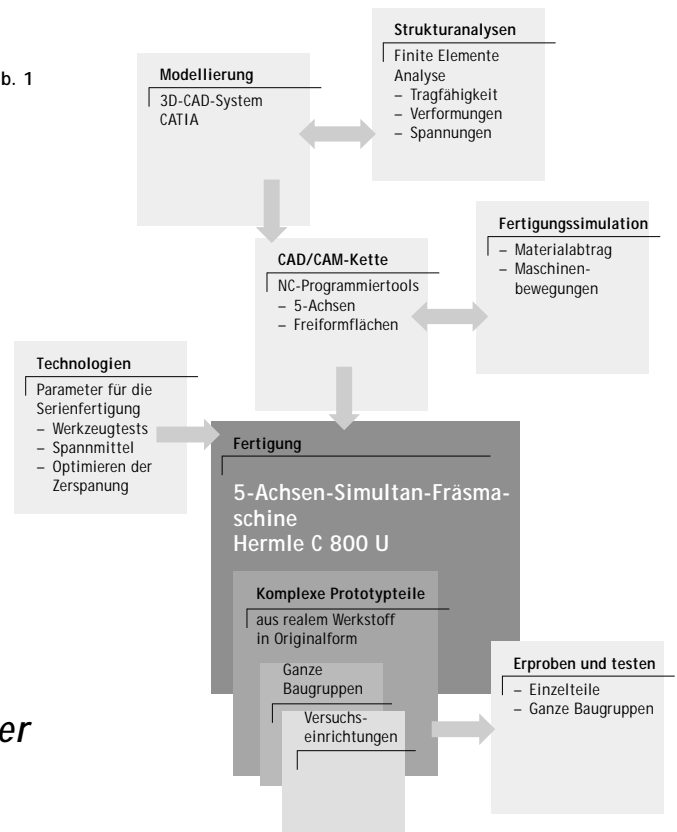 b. 1
Strukturanalysen
Finite Elemente
Analyse
– Tragfähigkeit
– Verformungen
– Spannungen
Modellierung
3D-CAD-System
CATIA
Fertigungssimulation
– Materialabtrag
– Maschinen-
bewegungen
CAD/CAM-Kette
NC-Programmiertools
– 5-Achsen
– Freiformflächen
Technologien
Parameter für die
Serienfertigung
– Werkzeugtests
– Spannmittel
– Optimieren der
Zerspanung
Fertigung
5-Achsen-Simultan-Fräsma-
schine
Hermle C 800 U
Komplexe Prototypteile
aus realem Werkstoff
in Originalform
Ganze
Baugruppen
Versuchs-
einrichtungen
Erproben und testen
– Einzelteile
– Ganze Baugruppen
er